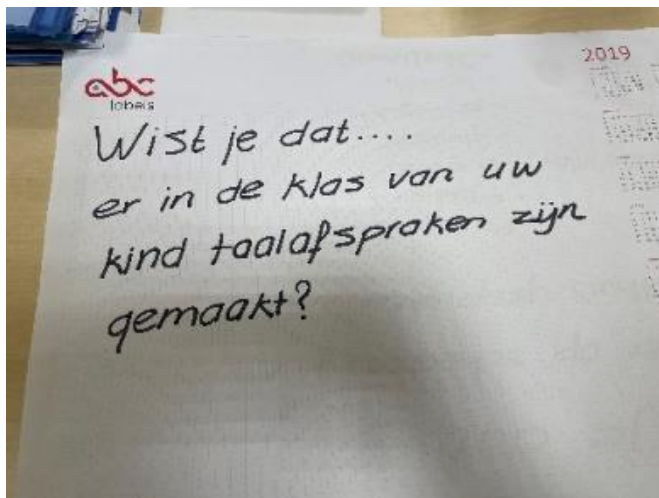 abc
labels
2019
Wist je dat....
er in de klas van uw
kind taalafspraken zijn
gemaakt?